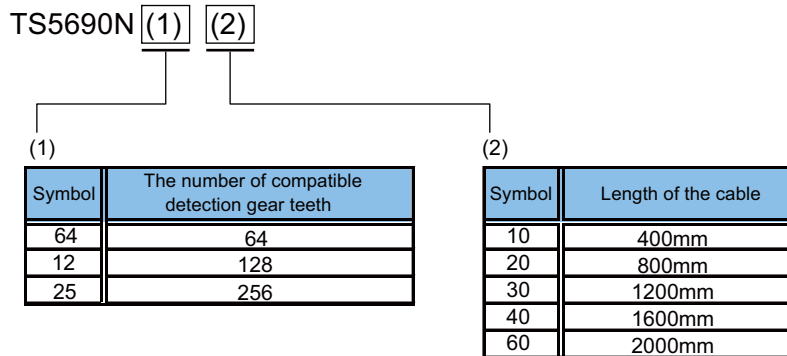 TS5690N (1) (2)
(1)
Symbol The number of compatible
detection gear teeth
64 64
12 128
25 256
(2)
Symbol Length of the cable
10 400mm
20 800mm
30 1200mm
40 1600mm
60 2000mm